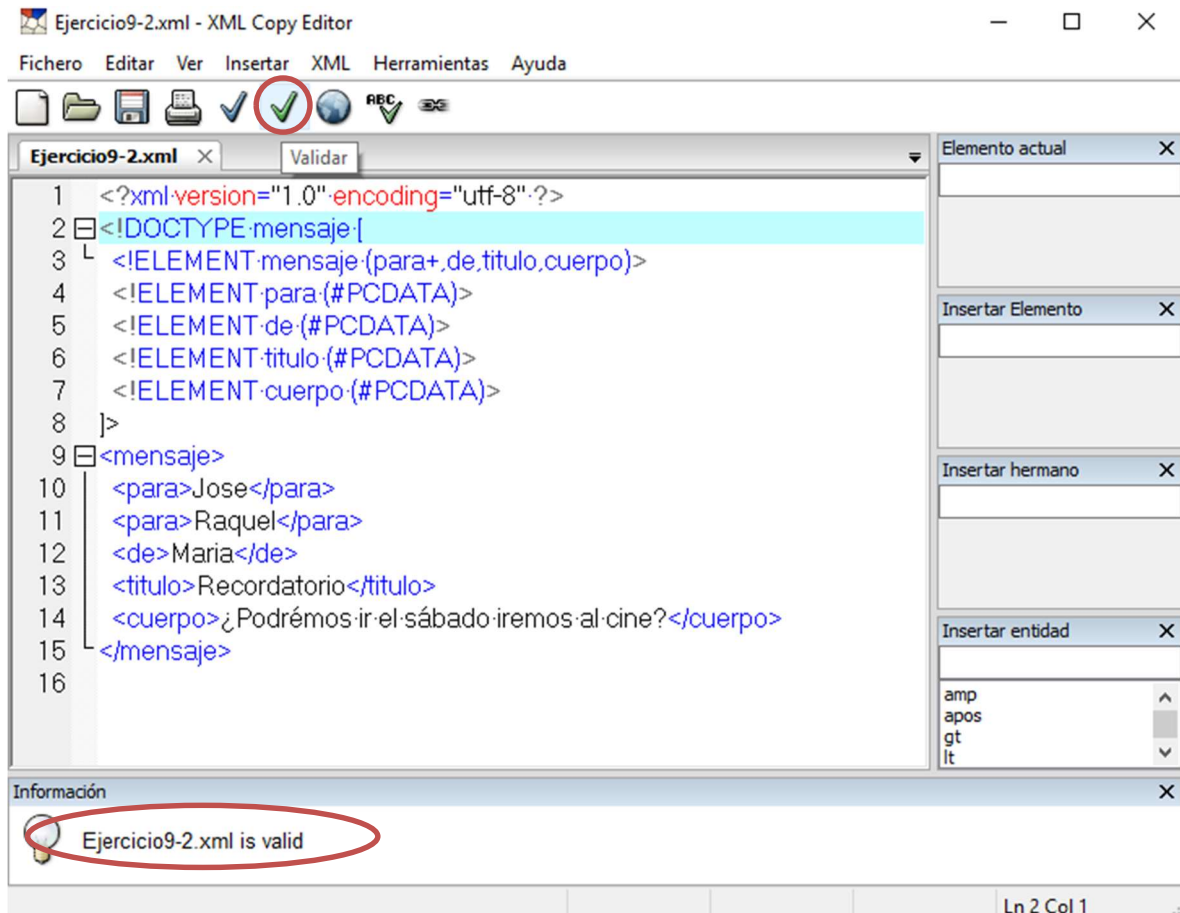 Ejercicio9-2.xml - XML Copy Editor
Fichero Editar Ver Insertar XML Herramientas Ayuda
ABC
Ejercicio9-2.xml
Validar
1 <?xml·version="1.0"·encoding="utf-8"·?>
2 <!DOCTYPE·mensaje·[
3 <!ELEMENT·mensaje·(para+,de,titulo,cuerpo)>
4 <!ELEMENT·para·(#PCDATA)>
5 <!ELEMENT·de·(#PCDATA)>
6 <!ELEMENT·titulo·(#PCDATA)>
7 <!ELEMENT·cuerpo·(#PCDATA)>
8 ]>
9 <mensaje>
10 <para>Jose</para>
11 <para>Raquel</para>
12 <de>Maria</de>
13 <titulo>Recordatorio</titulo>
14 <cuerpo>¿Podrémos·ir·el·sábado·iremos·al·cine?</cuerpo>
15 </mensaje>
16
Elemento actual
Insertar Elemento
Insertar hermano
Insertar entidad
amp
apos
gt
lt
Información
Ejercicio9-2.xml is valid
Ln 2 Col 1